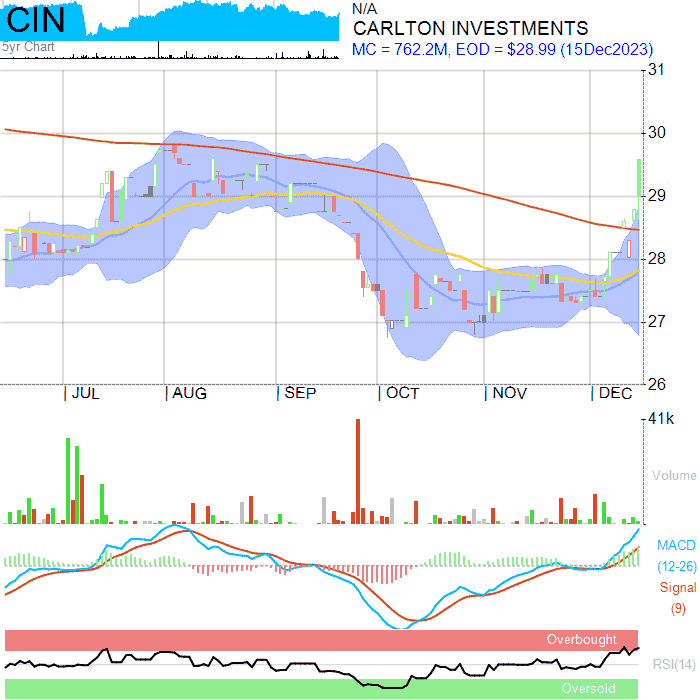 CIN
5yr Chart
N/A
CARLTON INVESTMENTS
MC = 762.2M, EOD = $28.99 (15Dec2023)
31
30
29
28
27
26
| JUL | AUG | SEP | OCT | NOV | DEC
41k
Volume
MACD
(12-26)
Signal
(9)
Overbought
RSI(14)
Oversold